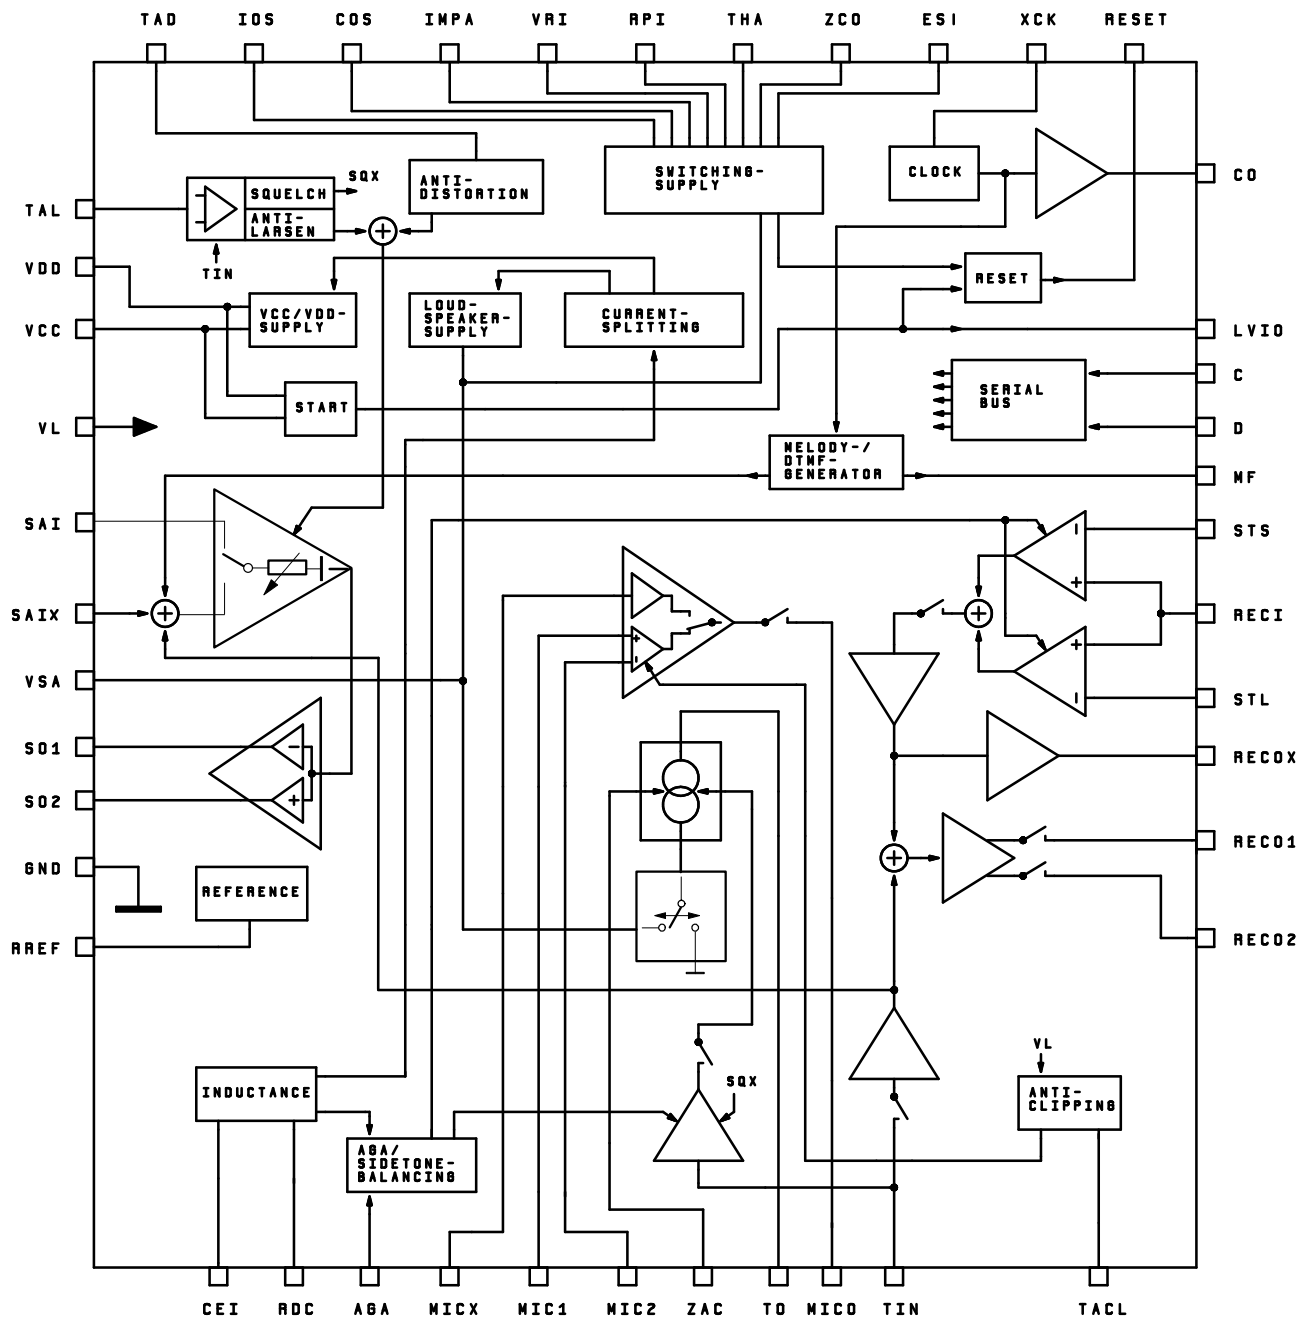 TAD IOS COS IMPA VRI RPI THA ZCO ESI XCK RESET
SQX
ANTI-
DISTORTION
SWITCHING-
SUPPLY
CLOCK
CO
SQUELCH
ANTI-
LARSEN
TAL
TIN
VDD
RESET
VCC/VDD-
SUPPLY
LOUD-
SPEAKER-
SUPPLY
CURRENT-
SPLITTING
VCC
LVIO
C
SERIAL
BUS
START
VL
D
MELODY-/
DTMF-
GENERATOR
MF
SAI
STS
SAIX
RECI
VSA
STL
SO1
RECOX
SO2
RECO1
GND
REFERENCE
RREF
RECO2
VL
INDUCTANCE
SQX
ANTI-
CLIPPING
AGA/
SIDETONE-
BALANCING
CEI RDC AGA MICX MIC1 MIC2 ZAC TO MICO TIN TACL